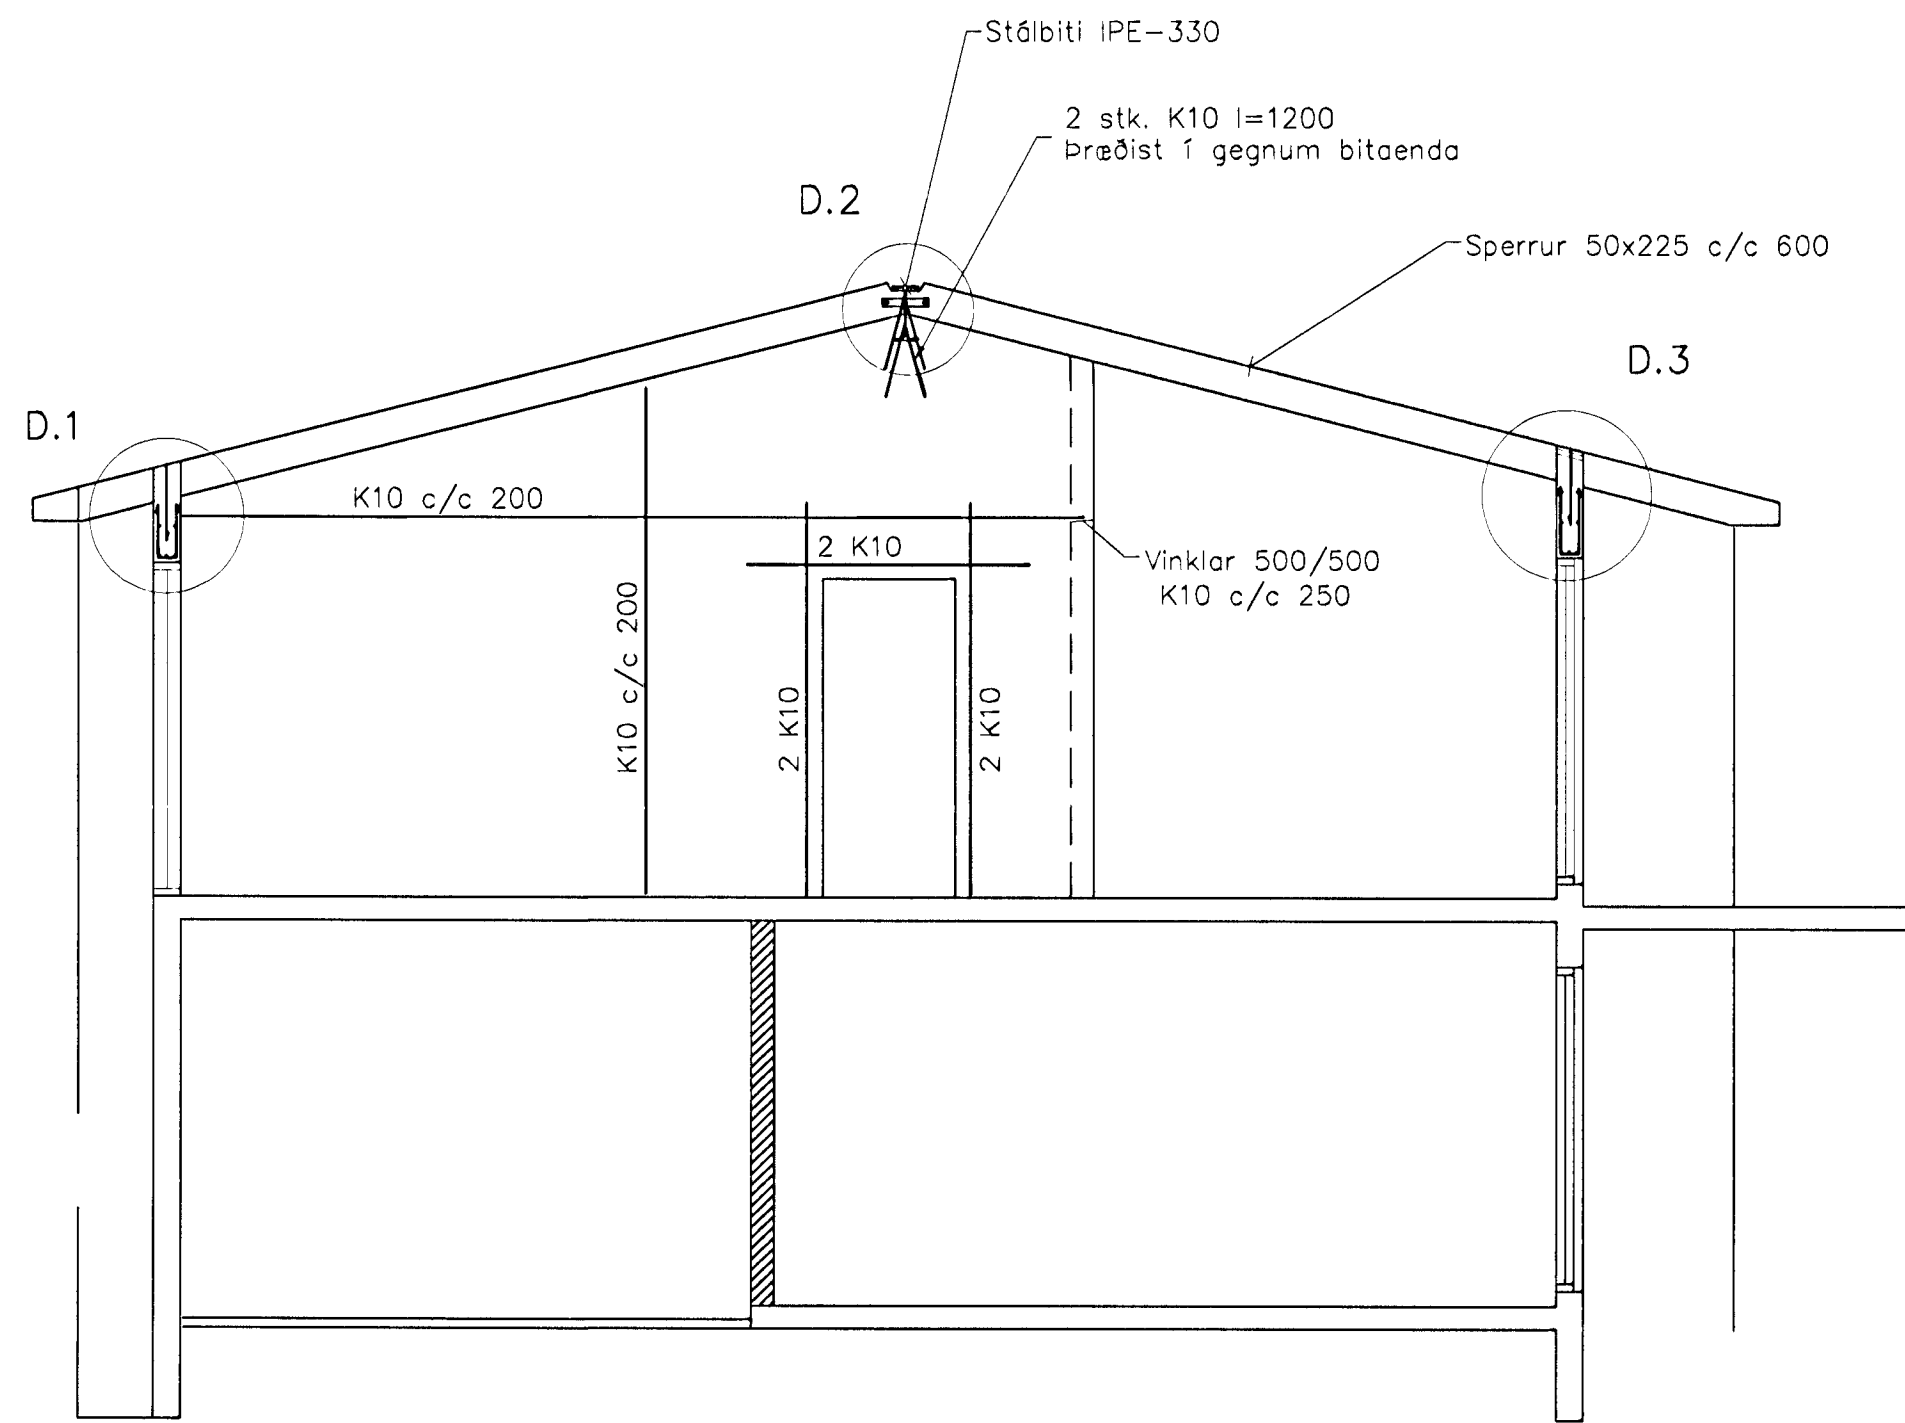 Stálbiti IPE-330
2 stk. K10 l=1200
Þræðist í gegnum bitaenda
D.2
Sperrur 50x225 c/c 600
D.3
D.1
K10 c/c 200
2 K10
Vinklar 500/500
K10 c/c 250
K10 c/c 200
2 K10
2 K10